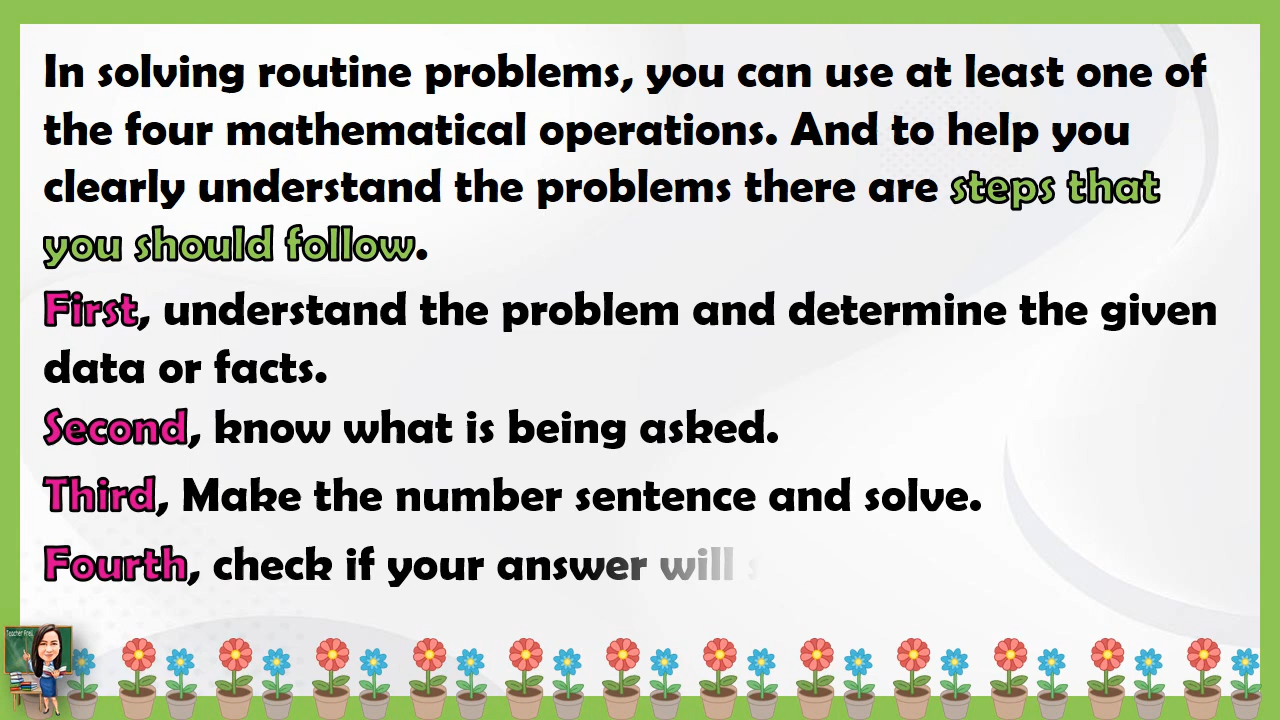 In solving routine problems, you can use at least one of
the four mathematical operations. And to help you
clearly understand the problems there are steps that
you should follow.
First, understand the problem and determine the given
data or facts.
Second, know what is being asked.
Third, Make the number sentence and solve.
Fourth, check if your answer will